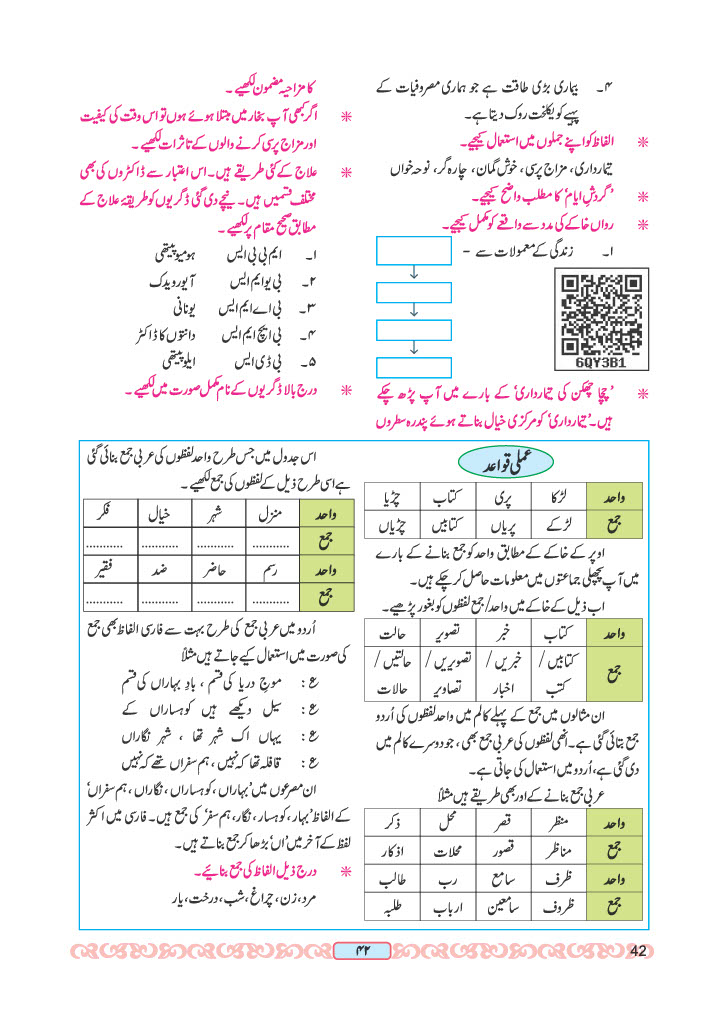 ۴۔ بیماری بڑی طاقت ہے جو ہماری مصروفیات کے
پہیے کو یکلخت روک دیتا ہے۔
* الفاظ کو اپنے جملوں میں استعمال کیجیے۔
تیمارداری، مزاج پرسی، خوش گمان، چارہ گر، نوحہ خواں
* 'گردشِ ایام' کا مطلب واضح کیجیے۔
* رواں خاکے کی مدد سے واقعے کو مکمل کیجیے۔
۱۔ زندگی کے معمولات سے -
6QY3B1
* 'چچا چھکن کی تیمارداری' کے بارے میں آپ پڑھ چکے
ہیں۔ 'تیمارداری' کو مرکزی خیال بناتے ہوئے پندرہ سطروں
کا مزاحیہ مضمون لکھیے۔
* اگر کبھی آپ بخار میں مبتلا ہوئے ہوں تو اس وقت کی کیفیت
اور مزاج پرسی کرنے والوں کے تاثرات لکھیے۔
* علاج کے کئی طریقے ہیں۔ اس اعتبار سے ڈاکٹروں کی بھی
مختلف قسمیں ہیں۔ نیچے دی گئی ڈگریوں کو طریقۂ علاج کے
مطابق صحیح مقام پر لکھیے۔
۱۔ ایم بی بی ایس ہومیوپیتھی
۲۔ بی یو ایم ایس آیورویدک
۳۔ بی اے ایم ایس یونانی
۴۔ بی ایچ ایم ایس دانتوں کا ڈاکٹر
۵۔ بی ڈی ایس ایلوپیتھی
* درج بالا ڈگریوں کے نام مکمل صورت میں لکھیے۔
عملی قواعد
واحد لڑکا پری کتاب چڑیا
جمع لڑکے پریاں کتابیں چڑیاں
اوپر کے خاکے کے مطابق واحد کو جمع بنانے کے بارے
میں آپ پچھلی جماعتوں میں معلومات حاصل کر چکے ہیں۔
اب ذیل کے خاکے میں واحد/جمع لفظوں کو بغور پڑھیے۔
واحد کتاب خبر تصویر حالت
جمع کتابیں/ خبریں/ تصویریں/ حالتیں/
کتب اخبار تصاویر حالات
ان مثالوں میں جمع کے پہلے کالم میں واحد لفظوں کی اُردو
جمع بتائی گئی ہے۔ انھی لفظوں کی عربی جمع بھی، جو دوسرے کالم میں
دی گئی ہے، اُردو میں استعمال کی جاتی ہے۔
عربی جمع بنانے کے اور بھی طریقے ہیں مثلاً
واحد منظر قصر محل ذکر
جمع مناظر قصور محلات اذکار
واحد ظرف سامع رب طالب
جمع ظروف سامعین ارباب طلبہ
اس جدول میں جس طرح واحد لفظوں کی عربی جمع بنائی گئی
ہے اسی طرح ذیل کے لفظوں کی جمع لکھیے۔
واحد منزل شہر خیال فکر
جمع ........... ........... ........... ...........
واحد رسم حاضر ضد فقیر
جمع ........... ........... ........... ...........
اُردو میں عربی جمع کی طرح بہت سے فارسی الفاظ بھی جمع
کی صورت میں استعمال کیے جاتے ہیں مثلاً
ع : موجِ دریا کی قسم ، بادِ بہاراں کی قسم
ع : سیل دیکھے ہیں کوہساراں کے
ع : یہاں اک شہر تھا ، شہرِ نگاراں
ع : قافلہ تھا کہ نہیں ، ہم سفراں تھے کہ نہیں
ان مصرعوں میں 'بہاراں، کوہساراں، نگاراں، ہم سفراں'
کے الفاظ 'بہار، کوہسار، نگار، ہم سفر' کی جمع ہیں۔ فارسی میں اکثر
لفظ کے آخر میں 'اں' بڑھا کر جمع بناتے ہیں۔
* درج ذیل الفاظ کی جمع بنائیے۔
مرد، زن، چراغ، شب، درخت، یار
۴۲
42